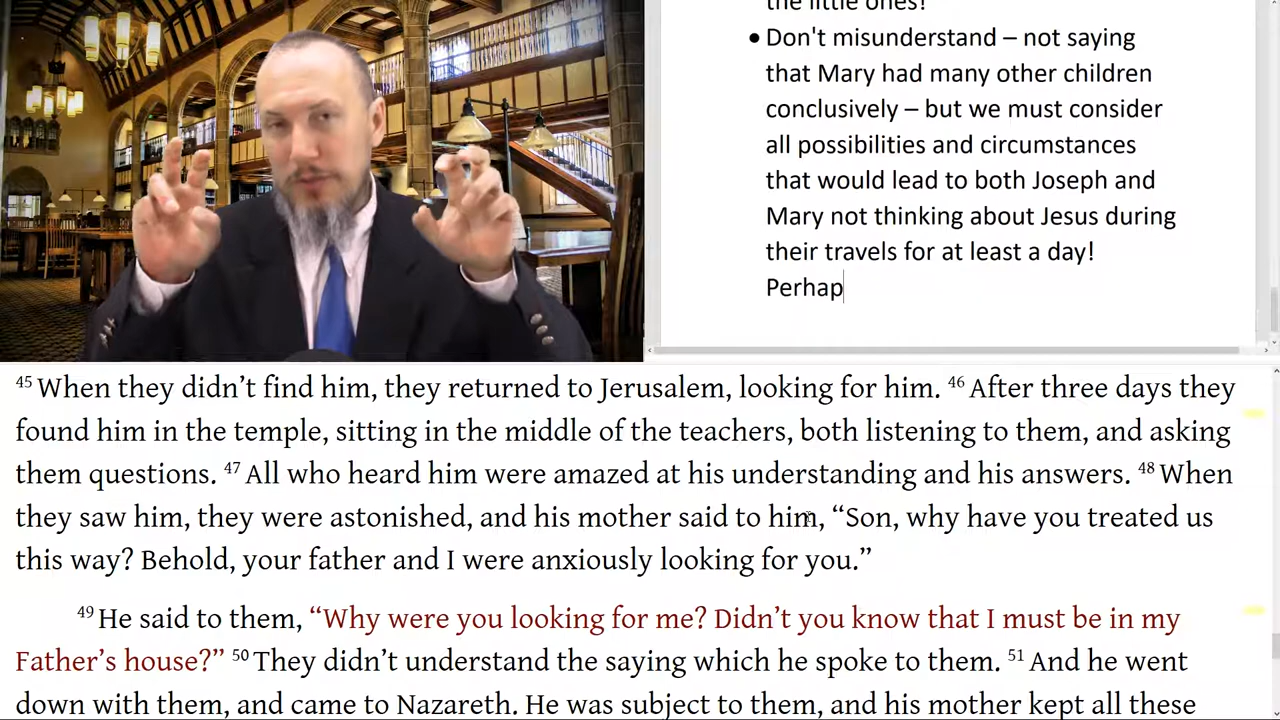 the little ones!
• Don't misunderstand – not saying
that Mary had many other children
conclusively – but we must consider
all possibilities and circumstances
that would lead to both Joseph and
Mary not thinking about Jesus during
their travels for at least a day!
Perhap
45 When they didn’t find him, they returned to Jerusalem, looking for him. 46 After three days they
found him in the temple, sitting in the middle of the teachers, both listening to them, and asking
them questions. 47 All who heard him were amazed at his understanding and his answers. 48 When
they saw him, they were astonished, and his mother said to him, “Son, why have you treated us
this way? Behold, your father and I were anxiously looking for you.”
49 He said to them, “Why were you looking for me? Didn’t you know that I must be in my
Father’s house?” 50 They didn’t understand the saying which he spoke to them. 51 And he went
down with them, and came to Nazareth. He was subject to them, and his mother kept all these